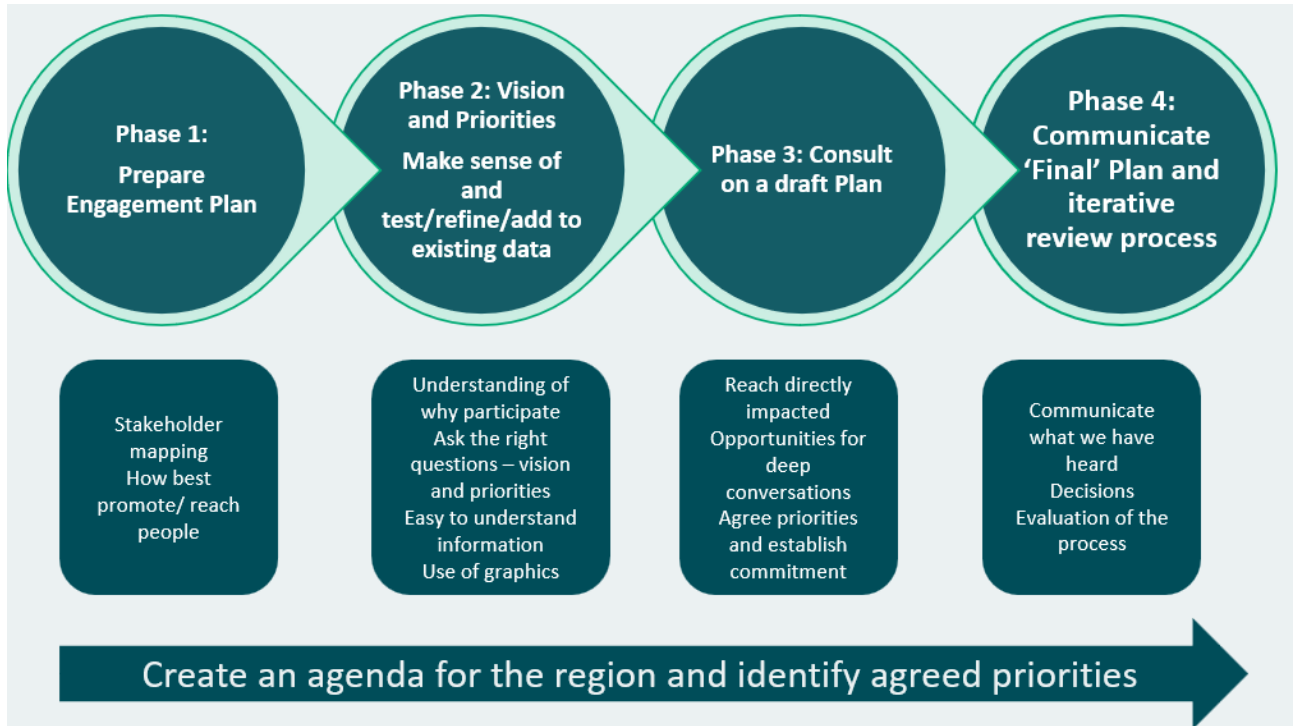 Phase 1:
Prepare
Engagement Plan
Phase 2: Vision
and Priorities
Make sense of
and
test/refine/add to
existing data
Phase 3: Consult
on a draft Plan
Phase 4:
Communicate
‘Final’ Plan and
iterative
review process
Stakeholder
mapping
How best
promote/ reach
people
Understanding of
why participate
Ask the right
questions – vision
and priorities
Easy to understand
information
Use of graphics
Reach directly
impacted
Opportunities for
deep
conversations
Agree priorities
and establish
commitment
Communicate
what we have
heard
Decisions
Evaluation of the
process
Create an agenda for the region and identify agreed priorities